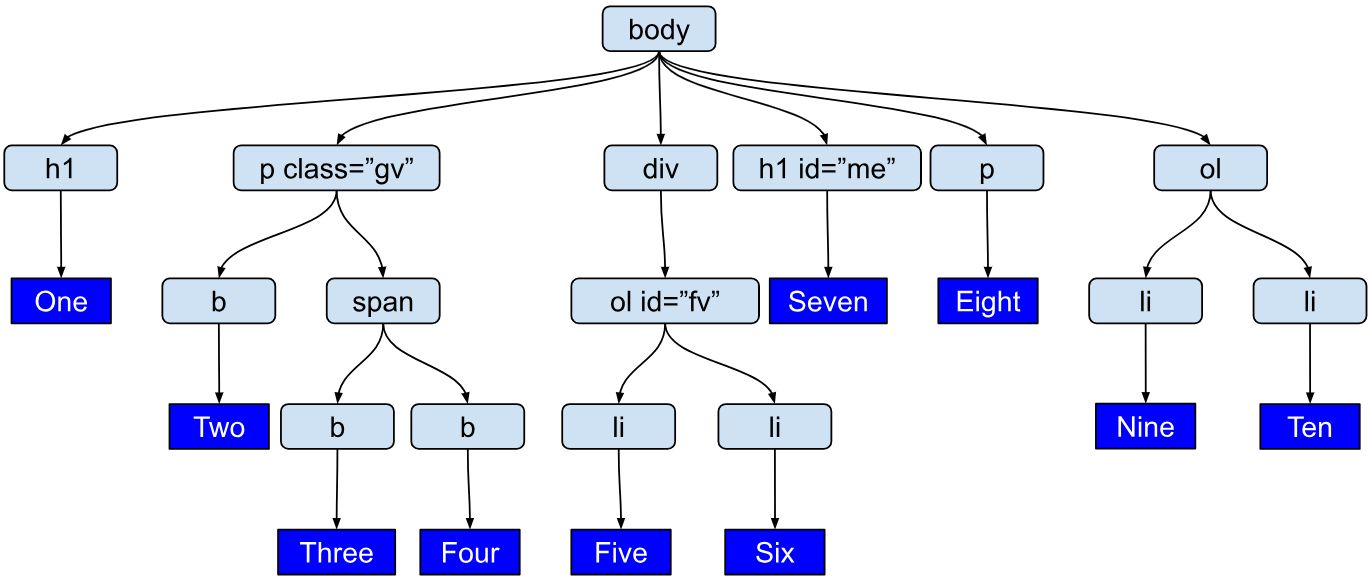 body
h1
p class=”gv”
div
h1 id=”me”
p
ol
One
b
span
ol id=”fv”
Seven
Eight
li
li
Two
b
b
li
li
Nine
Ten
Three
Four
Five
Six